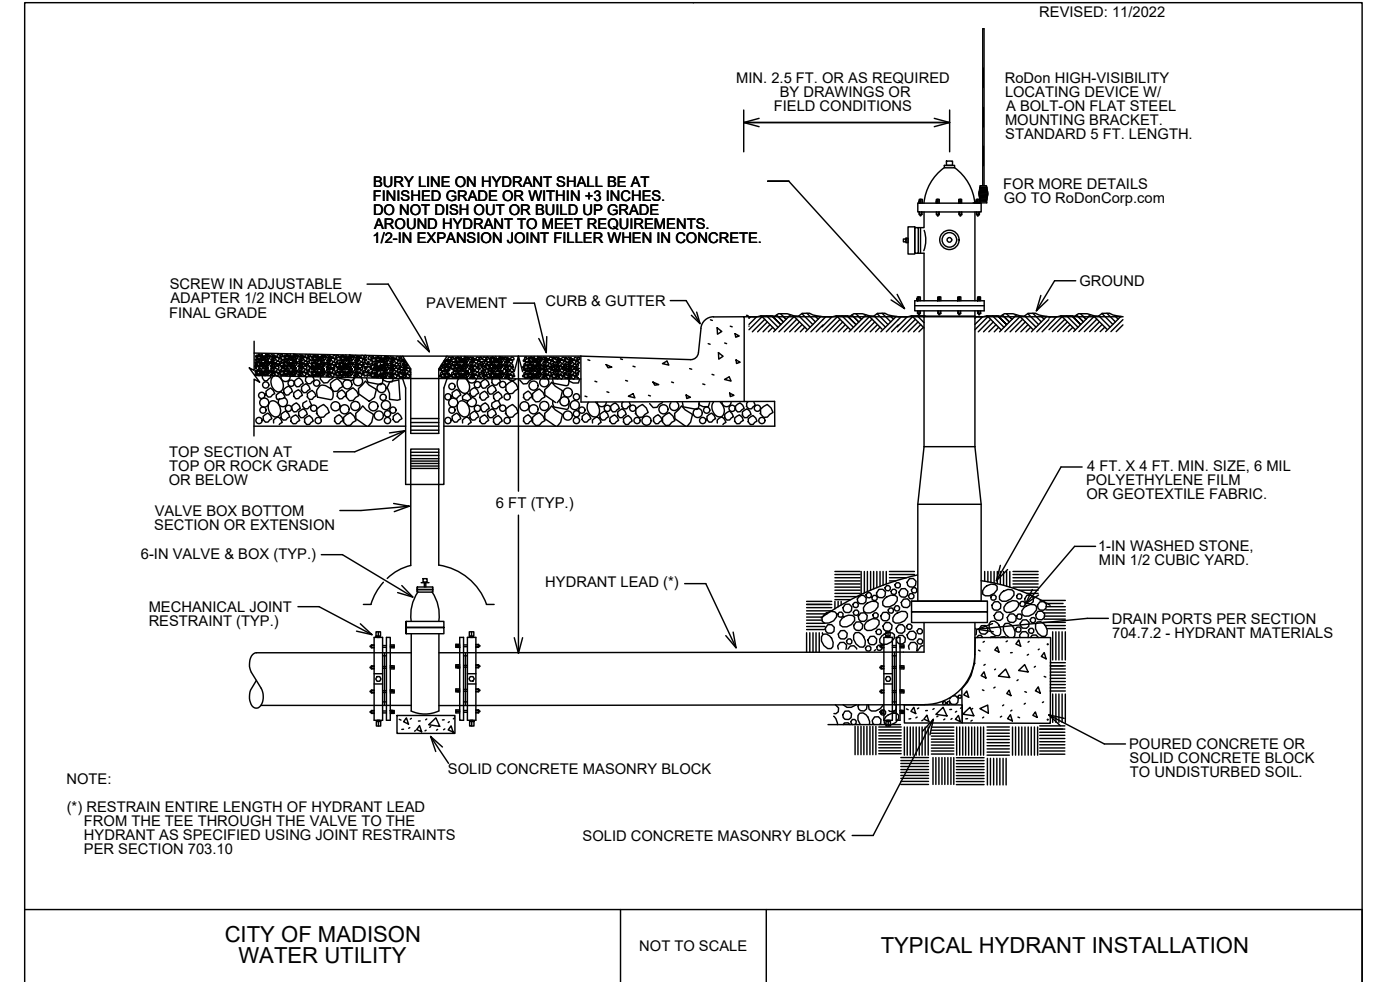 REVISED: 11/2022
MIN. 2.5 FT. OR AS REQUIRED
BY DRAWINGS OR
FIELD CONDITIONS
RoDon HIGH-VISIBILITY
LOCATING DEVICE W/
A BOLT-ON FLAT STEEL
MOUNTING BRACKET.
STANDARD 5 FT. LENGTH.
FOR MORE DETAILS
GO TO RoDonCorp.com
BURY LINE ON HYDRANT SHALL BE AT
FINISHED GRADE OR WITHIN +3 INCHES.
DO NOT DISH OUT OR BUILD UP GRADE
AROUND HYDRANT TO MEET REQUIREMENTS.
1/2-IN EXPANSION JOINT FILLER WHEN IN CONCRETE.
SCREW IN ADJUSTABLE
ADAPTER 1/2 INCH BELOW
FINAL GRADE
PAVEMENT
CURB & GUTTER
GROUND
TOP SECTION AT
TOP OR ROCK GRADE
OR BELOW
VALVE BOX BOTTOM
SECTION OR EXTENSION
6-IN VALVE & BOX (TYP.)
MECHANICAL JOINT
RESTRAINT (TYP.)
6 FT (TYP.)
HYDRANT LEAD (*)
4 FT. X 4 FT. MIN. SIZE, 6 MIL
POLYETHYLENE FILM
OR GEOTEXTILE FABRIC.
1-IN WASHED STONE,
MIN 1/2 CUBIC YARD.
DRAIN PORTS PER SECTION
704.7.2 - HYDRANT MATERIALS
POURED CONCRETE OR
SOLID CONCRETE BLOCK
TO UNDISTURBED SOIL.
SOLID CONCRETE MASONRY BLOCK
SOLID CONCRETE MASONRY BLOCK
NOTE:
(*) RESTRAIN ENTIRE LENGTH OF HYDRANT LEAD
FROM THE TEE THROUGH THE VALVE TO THE
HYDRANT AS SPECIFIED USING JOINT RESTRAINTS
PER SECTION 703.10
CITY OF MADISON
WATER UTILITY
NOT TO SCALE
TYPICAL HYDRANT INSTALLATION